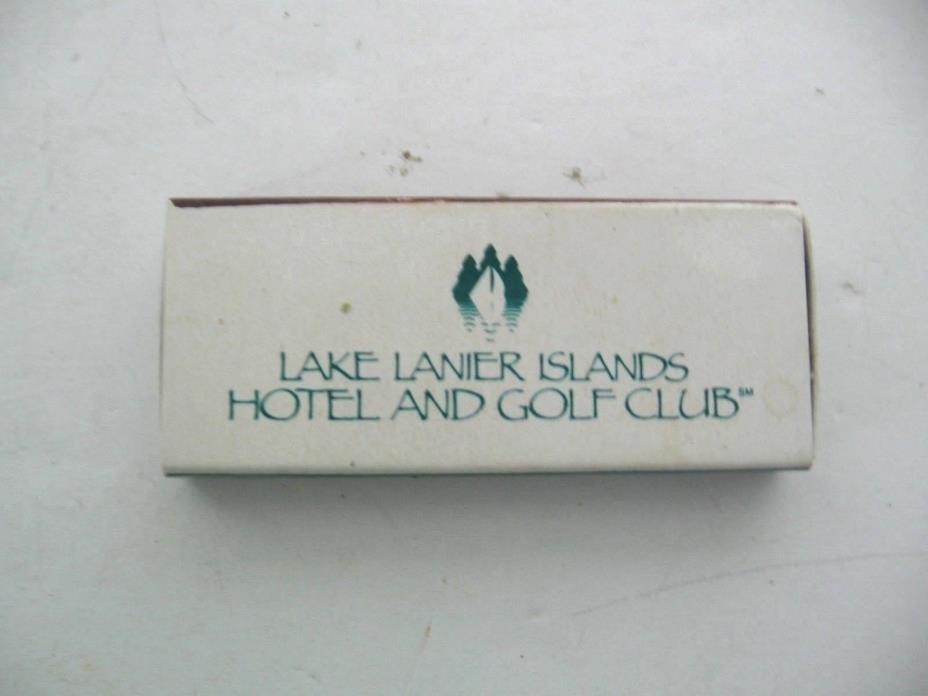 LAKE LANIER ISLANDS
HOTEL AND GOLF CLUB℠